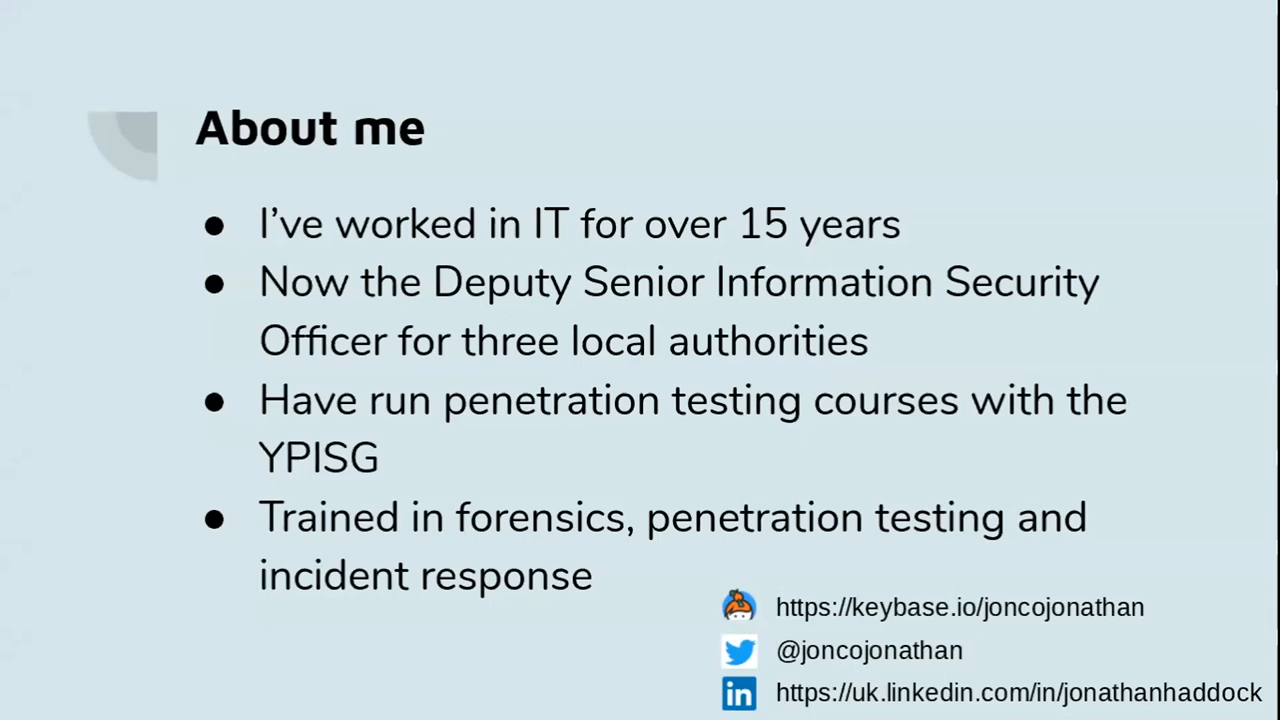 About me
● I’ve worked in IT for over 15 years
● Now the Deputy Senior Information Security
Officer for three local authorities
● Have run penetration testing courses with the
YPISG
● Trained in forensics, penetration testing and
incident response
https://keybase.io/joncojonathan
@joncojonathan
https://uk.linkedin.com/in/jonathanhaddock